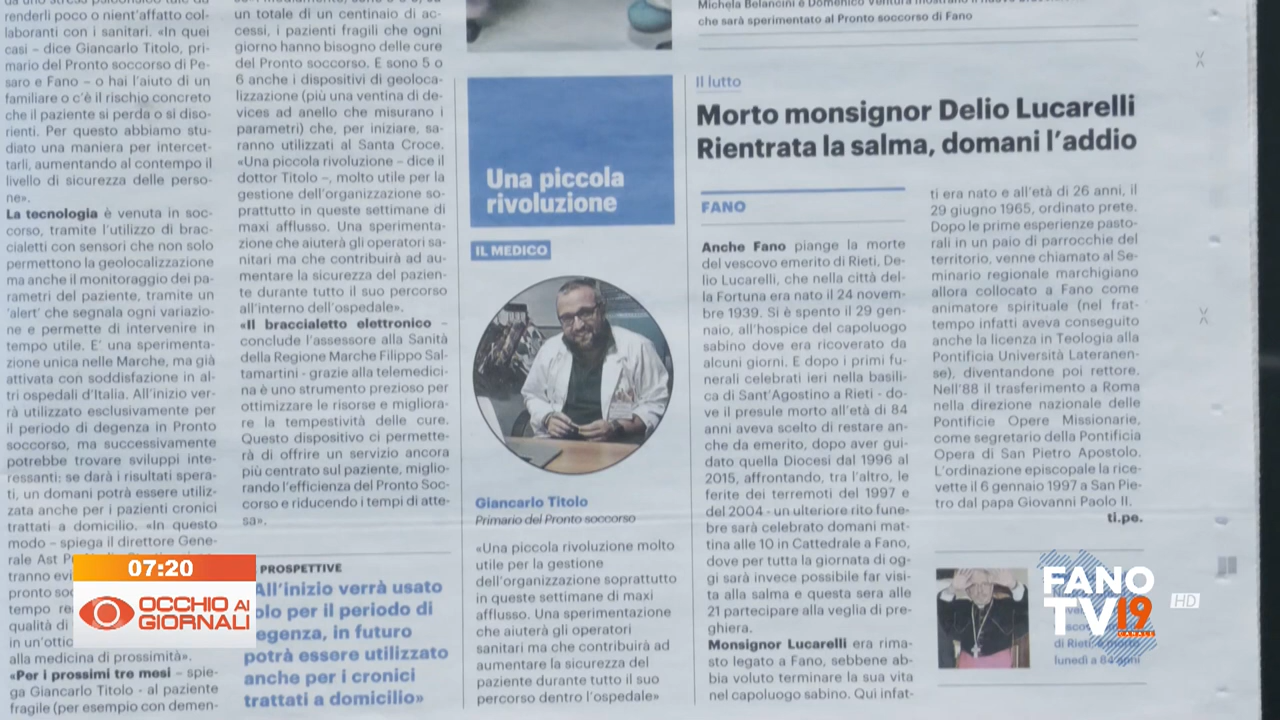 renderli poco o nient'affatto col-
laboranti con i sanitari. «In quei
casi – dice Giancarlo Titolo, pri-
mario del Pronto soccorso di Pe-
saro e Fano – o hai l'aiuto di un
familiare o c'è il rischio concreto
che il paziente si perda o si diso-
rienti. Per questo abbiamo stu-
diato una maniera per intercet-
tarli, aumentando al contempo il
livello di sicurezza delle perso-
ne».
La tecnologia è venuta in soc-
corso, tramite l'utilizzo di brac-
cialetti con sensori che non solo
permettono la geolocalizzazione
ma anche il monitoraggio dei pa-
rametri del paziente, tramite un
'alert' che segnala ogni variazio-
ne e permette di intervenire in
tempo utile. E' una sperimenta-
zione unica nelle Marche, ma già
attivata con soddisfazione in al-
tri ospedali d'Italia. All'inizio ver-
rà utilizzato esclusivamente per
il periodo di degenza in Pronto
soccorso, ma successivamente
potrebbe trovare sviluppi inte-
ressanti: se darà i risultati spera-
ti, un domani potrà essere utiliz-
zata anche per i pazienti cronici
trattati a domicilio. «In questo
modo – spiega il direttore Gene-
rale Ast
tranno
pronto
tempo
qualità di
in un'ottic
alla medicina di prossimità».
«Per i prossimi tre mesi – spie-
ga Giancarlo Titolo - al paziente
fragile (per esempio con demen-
un totale di un centinaio di ac-
cessi, i pazienti fragili che ogni
giorno hanno bisogno delle cure
del Pronto soccorso. E sono 5 o
6 anche i dispositivi di geoloca-
lizzazione (più una ventina di de-
vices ad anello che misurano i
parametri) che, per iniziare, sa-
ranno utilizzati al Santa Croce.
«Una piccola rivoluzione – dice il
dottor Titolo –, molto utile per la
gestione dell'organizzazione so-
prattutto in queste settimane di
maxi afflusso. Una sperimenta-
zione che aiuterà gli operatori sa-
nitari ma che contribuirà ad au-
mentare la sicurezza del pazien-
te durante tutto il suo percorso
all'interno dell'ospedale».
«Il braccialetto elettronico –
conclude l'assessore alla Sanità
della Regione Marche Filippo Sal-
tamartini - grazie alla telemedici-
na è uno strumento prezioso per
ottimizzare le risorse e migliora-
re la tempestività delle cure.
Questo dispositivo ci permette-
rà di offrire un servizio ancora
più centrato sul paziente, miglio-
rando l'efficienza del Pronto Soc-
corso e riducendo i tempi di atte-
sa».
PROSPETTIVE
All'inizio verrà usato
olo per il periodo di
egenza, in futuro
potrà essere utilizzato
anche per i cronici
trattati a domicilio»
Una piccola
rivoluzione
IL MEDICO
Giancarlo Titolo
Primario del Pronto soccorso
«Una piccola rivoluzione molto
utile per la gestione
dell'organizzazione soprattutto
in queste settimane di maxi
afflusso. Una sperimentazione
che aiuterà gli operatori
sanitari ma che contribuirà ad
aumentare la sicurezza del
paziente durante tutto il suo
percorso dentro l'ospedale»
che sarà sperimentato al Pronto soccorso di Fano
Il lutto
Morto monsignor Delio Lucarelli
Rientrata la salma, domani l'addio
FANO
Anche Fano piange la morte
del vescovo emerito di Rieti, De-
lio Lucarelli, che nella città del-
la Fortuna era nato il 24 novem-
bre 1939. Si è spento il 29 gen-
naio, all'hospice del capoluogo
sabino dove era ricoverato da
alcuni giorni. E dopo i primi fu-
nerali celebrati ieri nella basili-
ca di Sant'Agostino a Rieti - do-
ve il presule morto all'età di 84
anni aveva scelto di restare an-
che da emerito, dopo aver gui-
dato quella Diocesi dal 1996 al
2015, affrontando, tra l'altro, le
ferite dei terremoti del 1997 e
del 2004 - un ulteriore rito fune-
bre sarà celebrato domani mat-
tina alle 10 in Cattedrale a Fano,
dove per tutta la giornata di og-
gi sarà invece possibile far visi-
ta alla salma e questa sera alle
21 partecipare alla veglia di pre-
ghiera.
Monsignor Lucarelli era rima-
sto legato a Fano, sebbene ab-
bia voluto terminare la sua vita
nel capoluogo sabino. Qui infat-
ti era nato e all'età di 26 anni, il
29 giugno 1965, ordinato prete.
Dopo le prime esperienze pasto-
rali in un paio di parrocchie del
territorio, venne chiamato al Se-
minario regionale marchigiano
allora collocato a Fano come
animatore spirituale (nel frat-
tempo infatti aveva conseguito
anche la licenza in Teologia alla
Pontificia Università Lateranen-
se), diventandone poi rettore.
Nell'88 il trasferimento a Roma
nella direzione nazionale delle
Pontificie Opere Missionarie,
come segretario della Pontificia
Opera di San Pietro Apostolo.
L'ordinazione episcopale la rice-
vette il 6 gennaio 1997 a San Pie-
tro dal papa Giovanni Paolo II.
ti.pe.
di Rieti, è morto
lunedì a 84 anni
07:20
OCCHIO AI
GIORNALI
FANO
TV 19
CANALE
HD